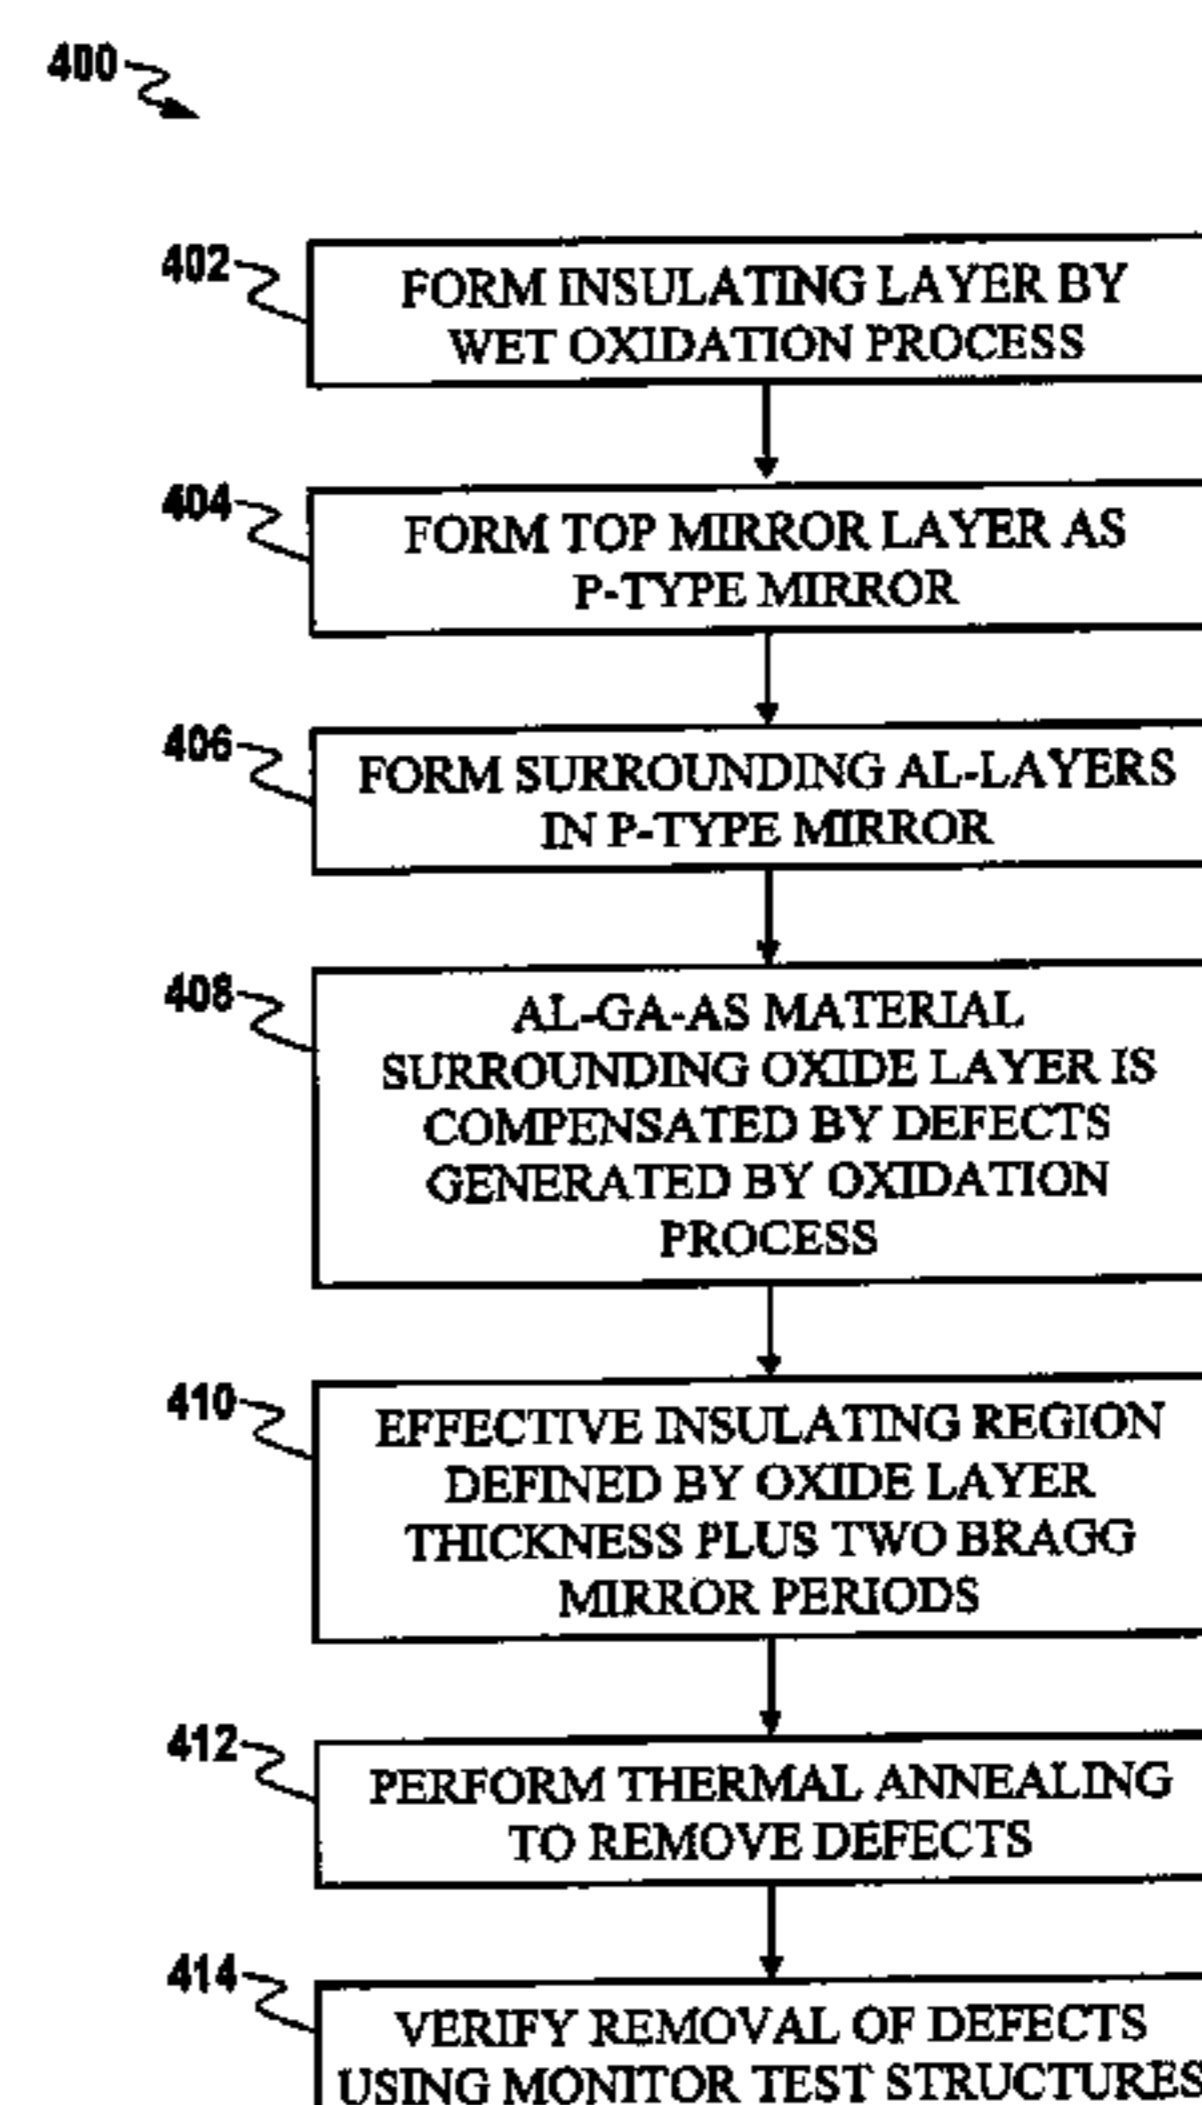 400
402
FORM INSULATING LAYER BY
WET OXIDATION PROCESS
404
FORM TOP MIRROR LAYER AS
P-TYPE MIRROR
406
FORM SURROUNDING AL-LAYERS
IN P-TYPE MIRROR
408
AL-GA-AS MATERIAL
SURROUNDING OXIDE LAYER IS
COMPENSATED BY DEFECTS
GENERATED BY OXIDATION
PROCESS
410
EFFECTIVE INSULATING REGION
DEFINED BY OXIDE LAYER
THICKNESS PLUS TWO BRAGG
MIRROR PERIODS
412
PERFORM THERMAL ANNEALING
TO REMOVE DEFECTS
414
VERIFY REMOVAL OF DEFECTS
USING MONITOR TEST STRUCTURES